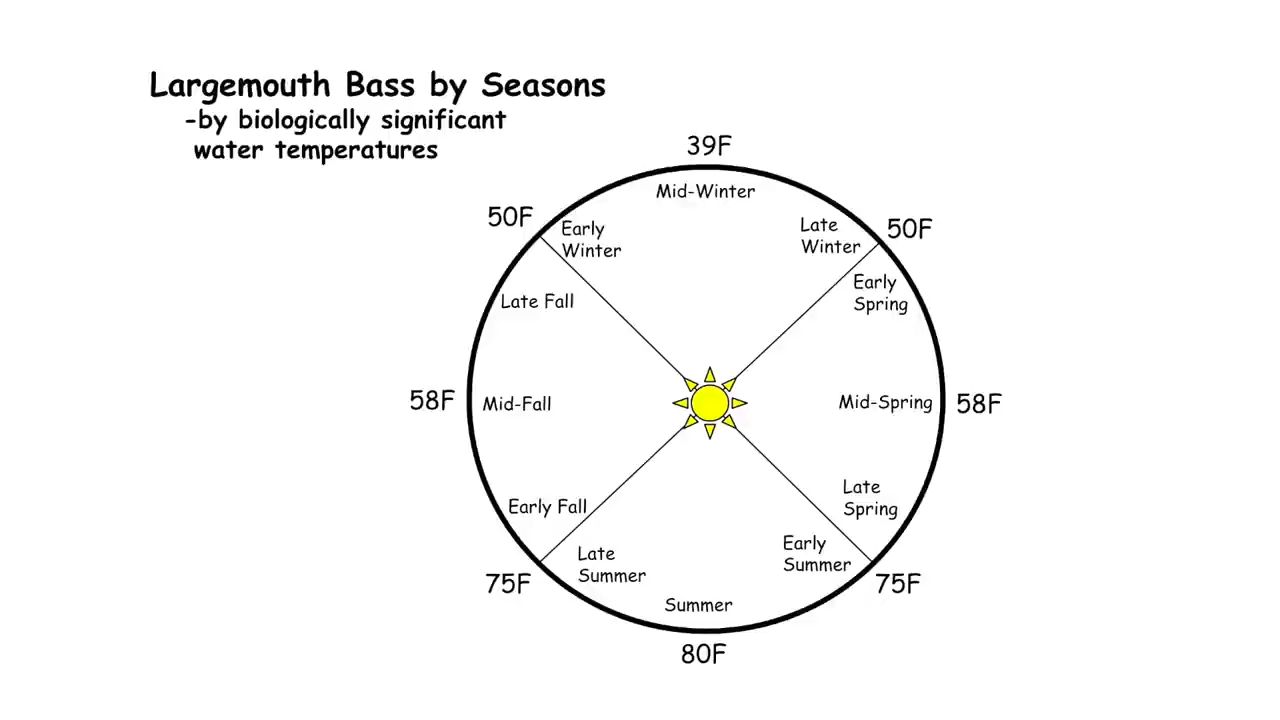 Largemouth Bass by Seasons
-by biologically significant
water temperatures
39F
Mid-Winter
50F
Early
Winter
Late
Winter
50F
Late Fall
Early
Spring
58F
Mid-Fall
Mid-Spring
58F
Early Fall
Late
Spring
Late
Summer
Early
Summer
75F
75F
Summer
80F